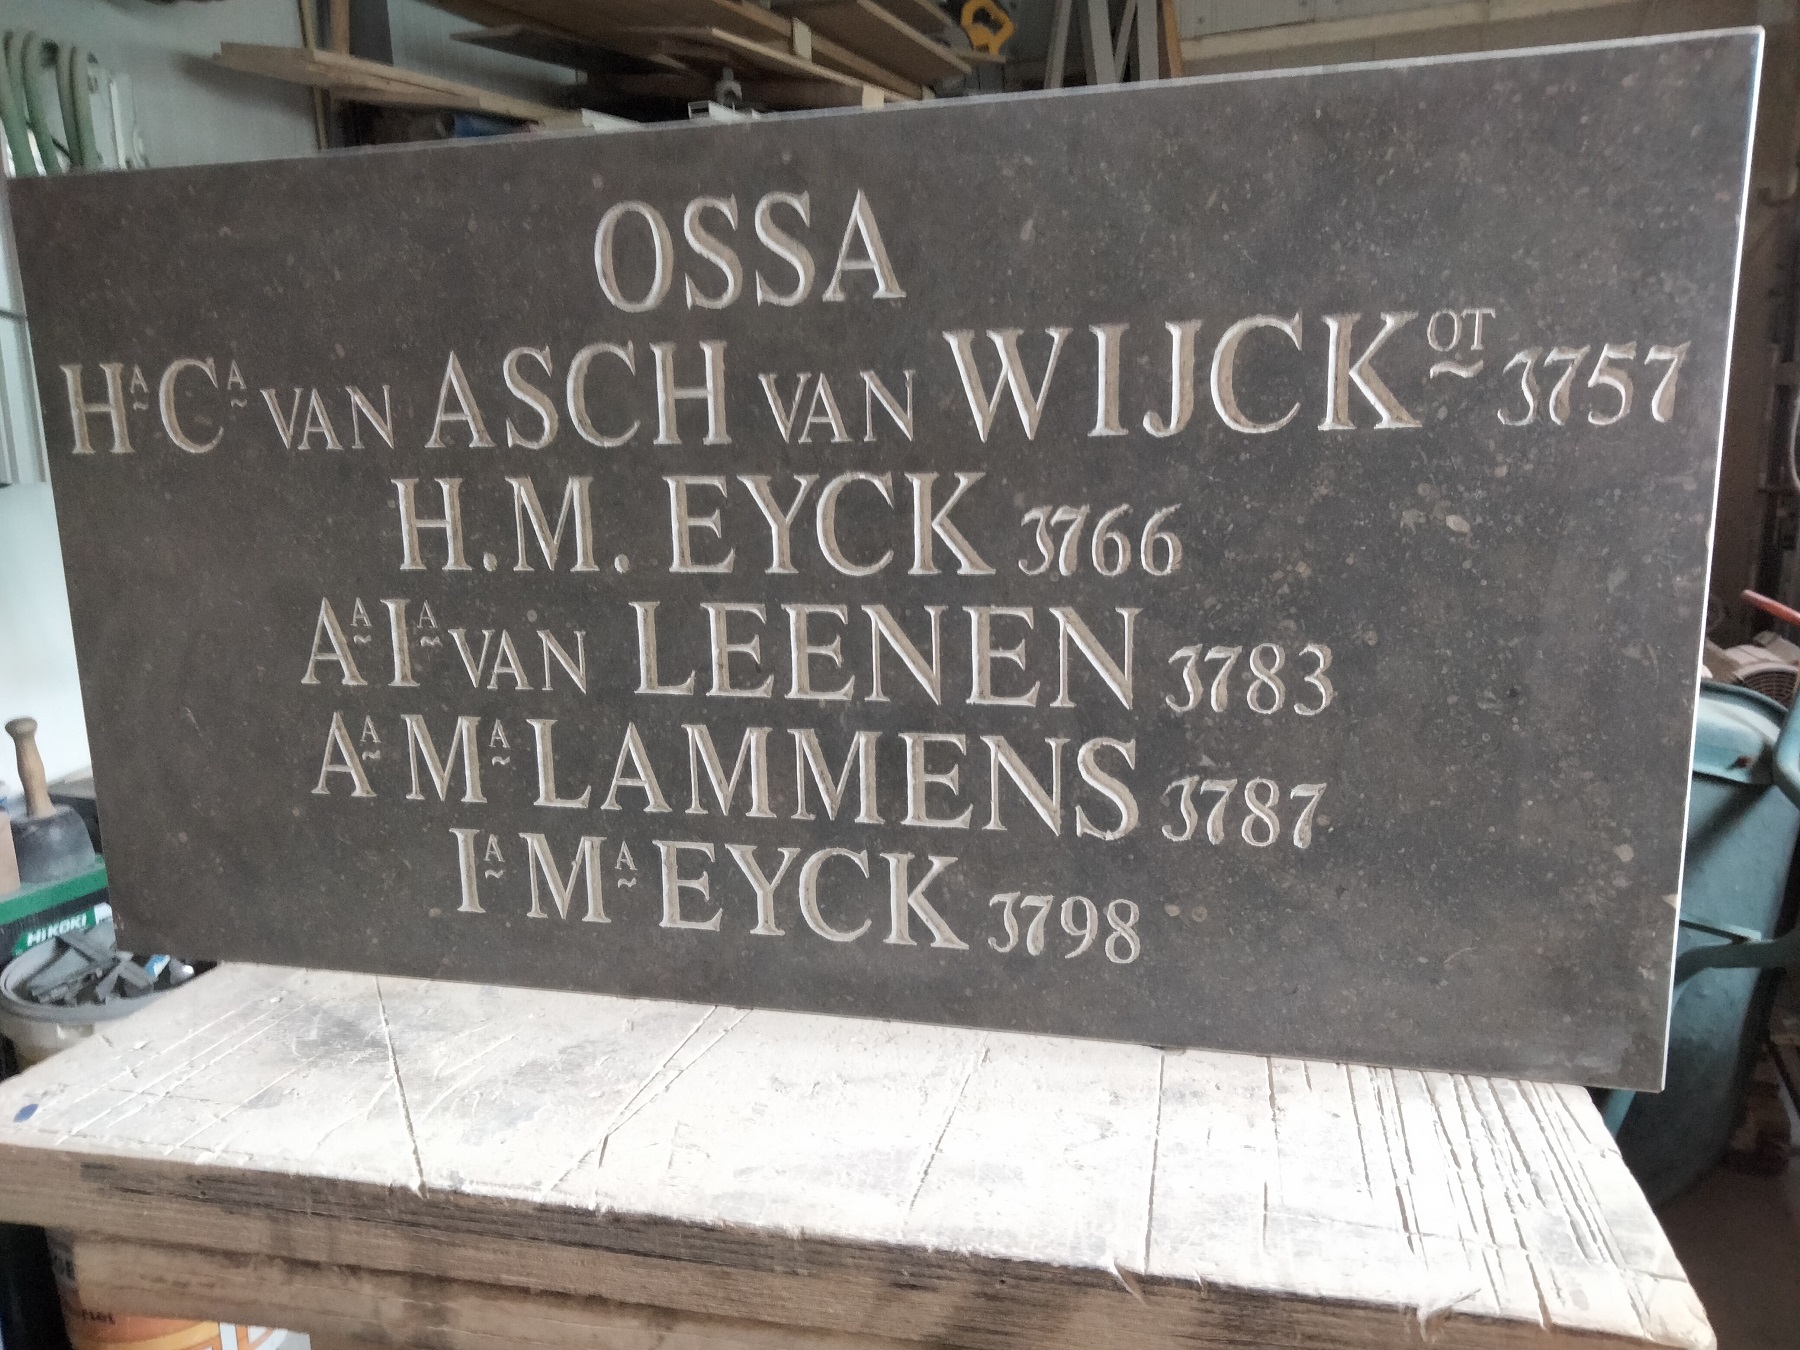 OSSA
Hᴬ Cᴬ VAN ASCH VAN WIJCK ᴼᵀ 1757
H.M. EYCK 1766
Aᴬ Iᴬ VAN LEENEN 1783
Aᴬ Mᴬ LAMMENS 1787
Iᴬ Mᴬ EYCK 1798
HiKOKI